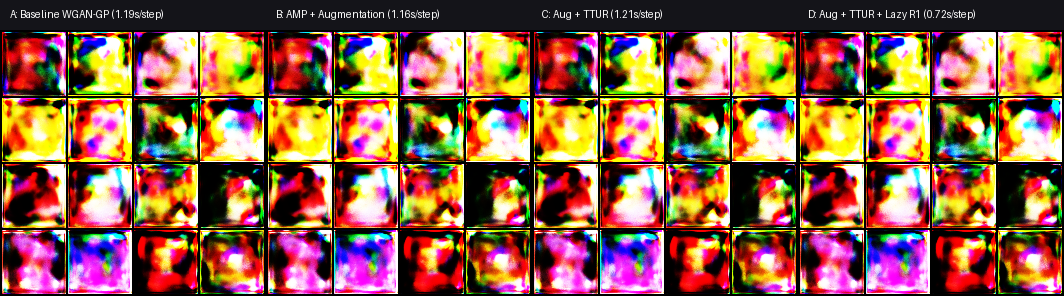 A: Baseline WGAN-GP (1.19s/step)
B: AMP + Augmentation (1.16s/step)
C: Aug + TTUR (1.21s/step)
D: Aug + TTUR + Lazy R1 (0.72s/step)